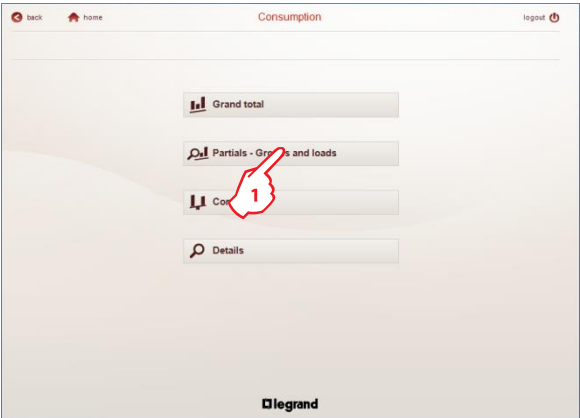 back home Consumption logout
Grand total
Partials - Gro s and loads
1
Co
Details
legrand